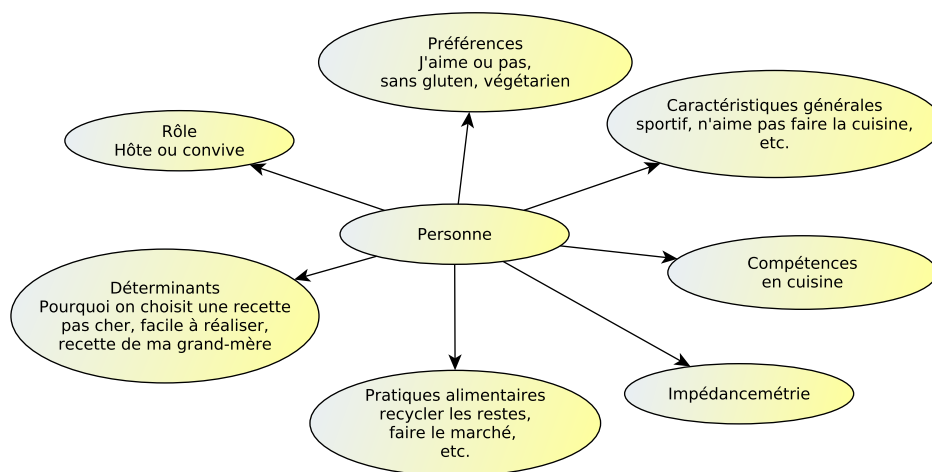 Préférences
J'aime ou pas,
sans gluten, végétarien
Caractéristiques générales
sportif, n'aime pas faire la cuisine,
etc.
Rôle
Hôte ou convive
Personne
Compétences
en cuisine
Déterminants
Pourquoi on choisit une recette
pas cher, facile à réaliser,
recette de ma grand-mère
Impédancemétrie
Pratiques alimentaires
recycler les restes,
faire le marché,
etc.